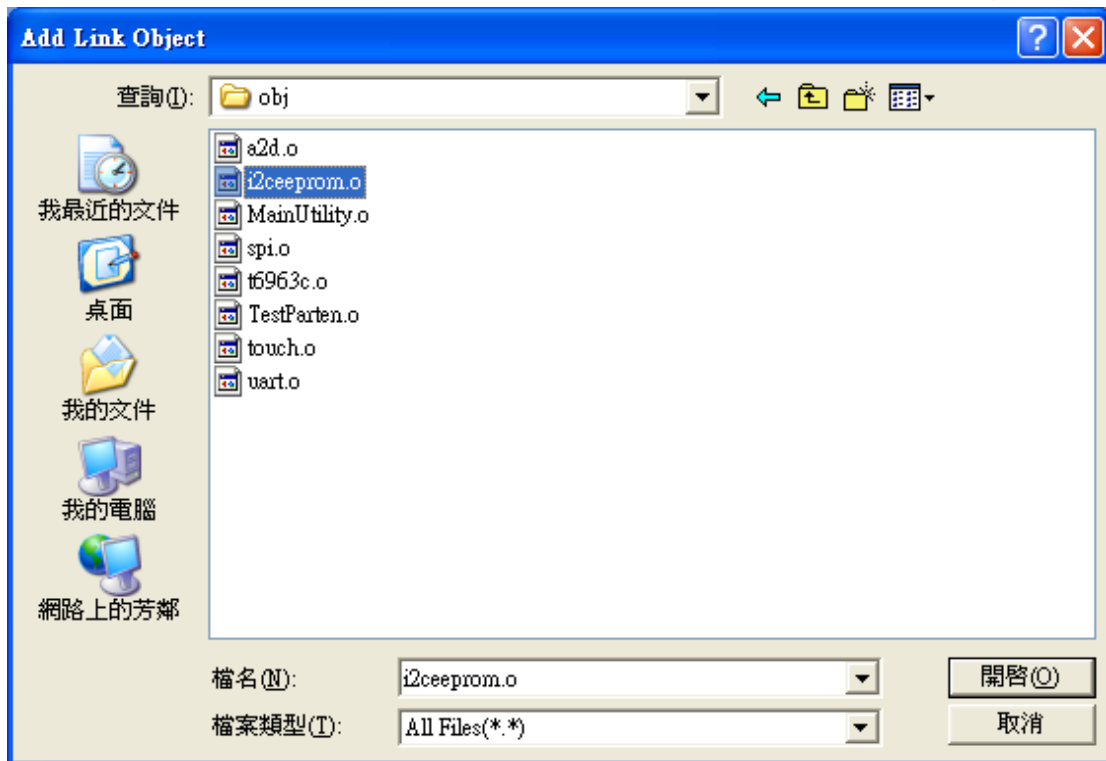 Add Link Object
查詢(I):
obj
a2d.o
i2ceeprom.o
MainUtility.o
spi.o
t6963c.o
TestParten.o
touch.o
uart.o
我最近的文件
桌面
我的文件
我的電腦
網路上的芳鄰
檔名(N):
i2ceeprom.o
開啓(O)
檔案類型(T):
All Files(*.*)
取消